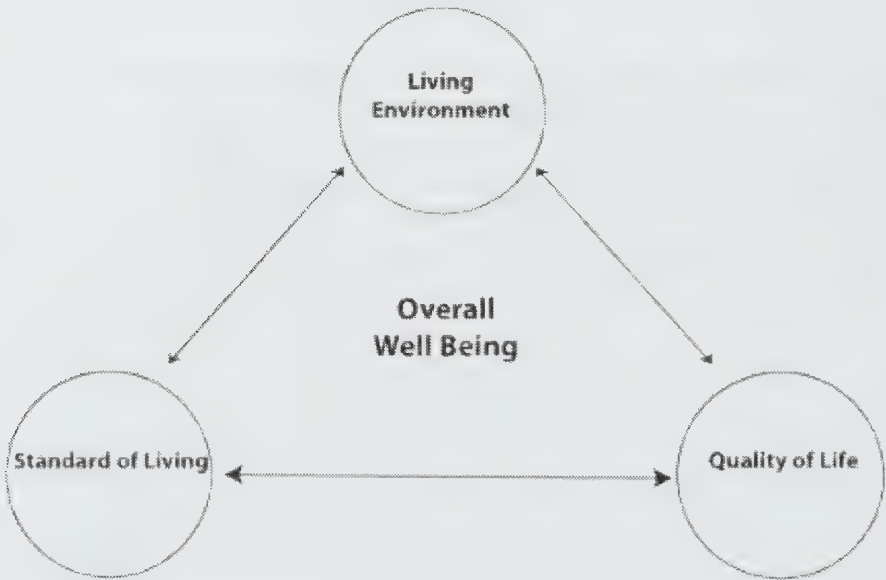 Living
Environment
Overall
Well Being
Standard of Living
Quality of Life